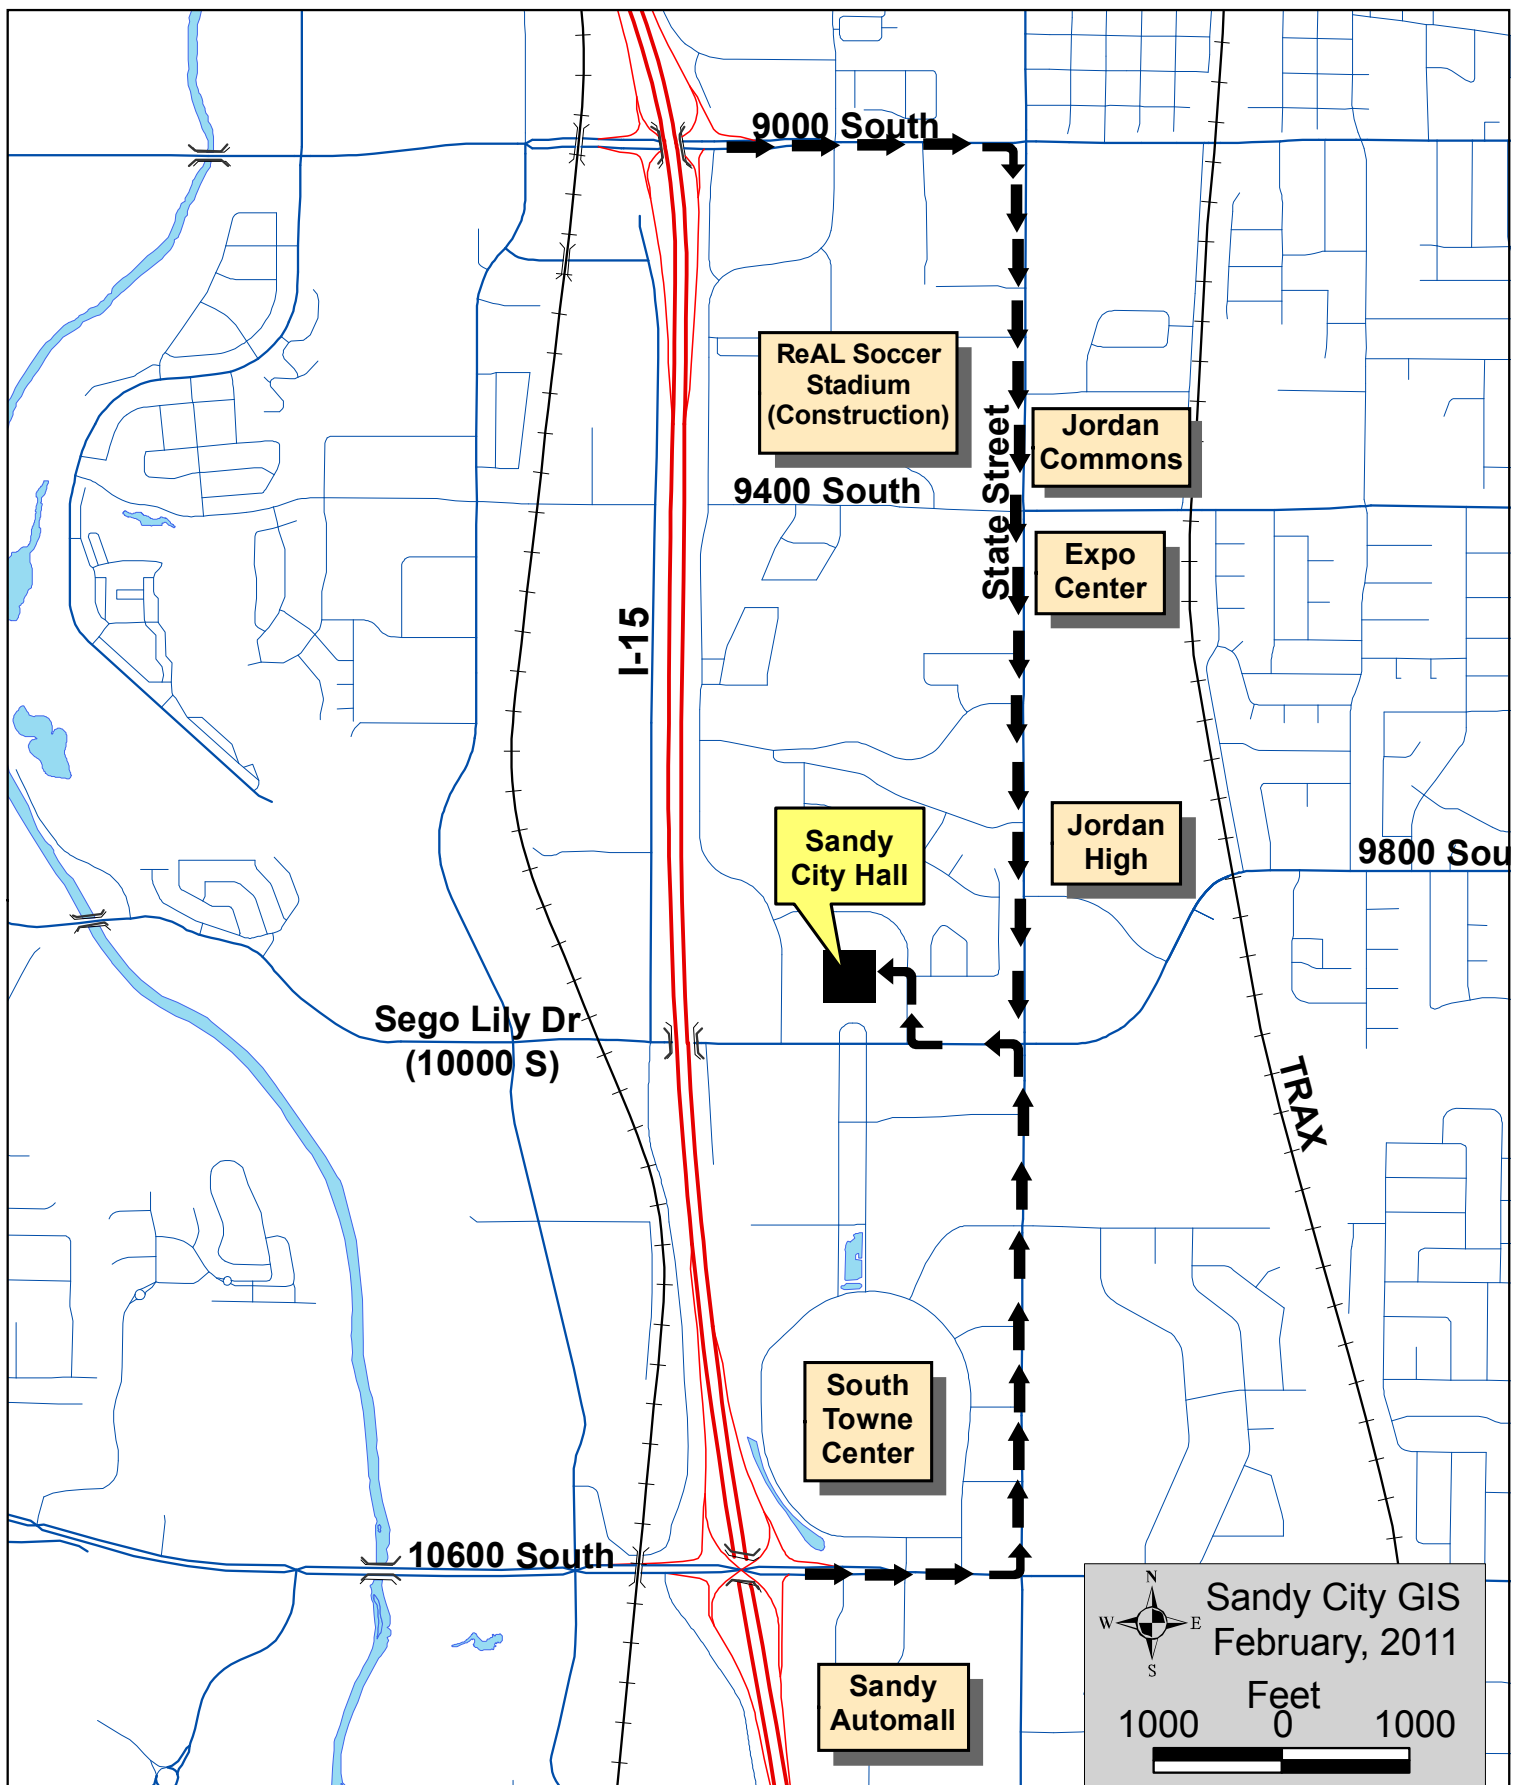 9000 South
ReAL Soccer
Stadium
(Construction)
State Street
Jordan
Commons
9400 South
Expo
Center
I-15
Sandy
City Hall
Jordan
High
9800 Sou
Sego Lily Dr
(10000 S)
TRAX
South
Towne
Center
10600 South
Sandy
Automall
N
W E
S
Sandy City GIS
February, 2011
Feet
1000 0 1000